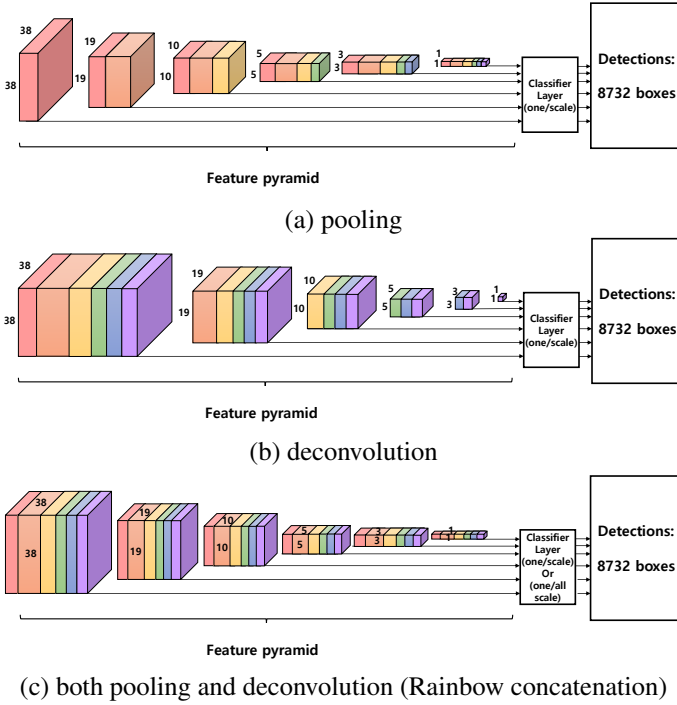 38
38
19
19
10
10
5
5
3
3
1
1
Classifier
Layer
(one/scale)
Detections:
8732 boxes
Feature pyramid
(a) pooling
38
38
19
19
10
10
5
5
3
3
1
1
Classifier
Layer
(one/scale)
Detections:
8732 boxes
Feature pyramid
(b) deconvolution
38
38
19
19
10
10
5
5
3
3
1
1
Classifier
Layer
(one/scale)
Or
(one/all
scale)
Detections:
8732 boxes
Feature pyramid
(c) both pooling and deconvolution (Rainbow concatenation)